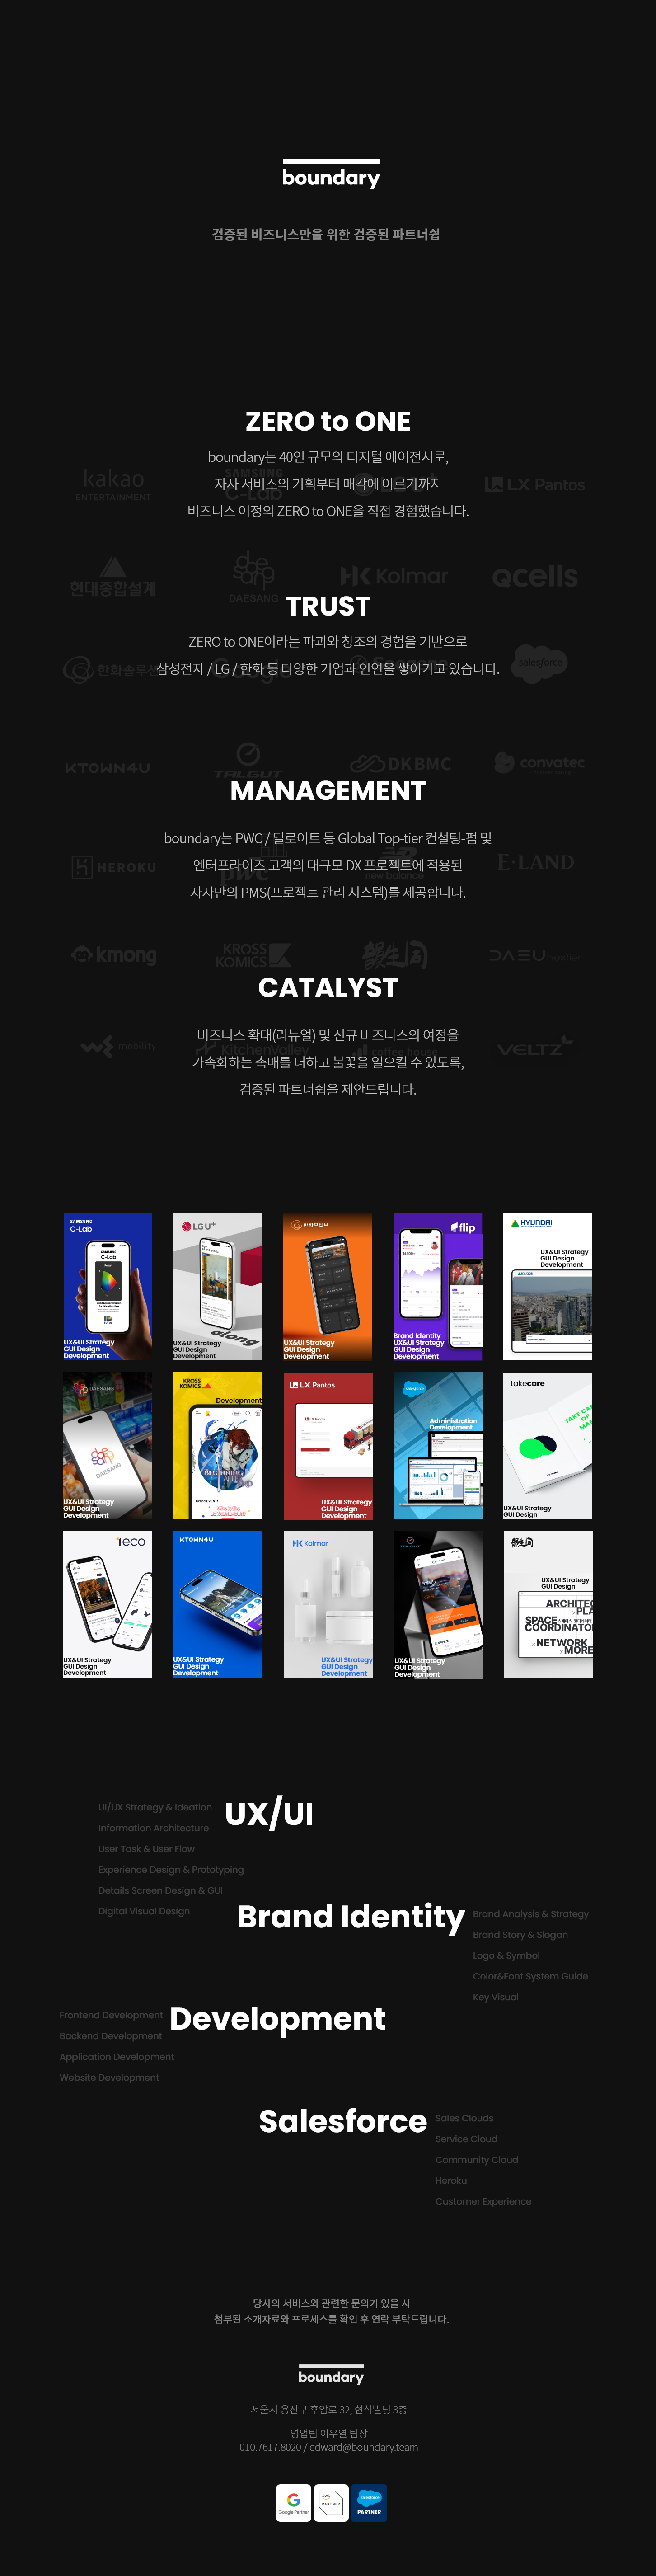 boundary
검증된 비즈니스만을 위한 검증된 파트너쉽
ZERO to ONE
boundary는 40인 규모의 디지털 에이전시로,
자사 서비스의 기획부터 매각에 이르기까지
비즈니스 여정의 ZERO to ONE을 직접 경험했습니다.
kakao
ENTERTAINMENT
SAMSUNG
C-Lab
LX Pantos
현대종합설계
DAESANG
Kolmar
qcells
TRUST
ZERO to ONE이라는 파괴와 창조의 경험을 기반으로
삼성전자 / LG / 한화 등 다양한 기업과 인연을 쌓아가고 있습니다.
한화솔루션
Google
salesforce
KTOWN4U
TAILGUT
DKBMC
convatec
MANAGEMENT
boundary는 PWC / 딜로이트 등 Global Top-tier 컨설팅-펌 및
엔터프라이즈 고객의 대규모 DX 프로젝트에 적용된
자사만의 PMS(프로젝트 관리 시스템)를 제공합니다.
HEROKU
pwc
new balance
E·LAND
kmong
KROSS
KOMICS
CATALYST
비즈니스 확대(리뉴얼) 및 신규 비즈니스의 여정을
가속화하는 촉매를 더하고 불꽃을 일으킬 수 있도록,
검증된 파트너쉽을 제안드립니다.
mobility
KitchenValley
coffee house
VELTZ
SAMSUNG
C-Lab
UX&UI Strategy
GUI Design
Development
LG U+
along
UX&UI Strategy
GUI Design
Development
한화모티브
UX&UI Strategy
GUI Design
Development
flip
Brand Identity
UX&UI Strategy
GUI Design
Development
HYUNDAI
UX&UI Strategy
GUI Design
Development
DAESANG
DAESANG
UX&UI Strategy
GUI Design
Development
KROSS
KOMICS
Development
LX Pantos
UX&UI Strategy
GUI Design
Development
salesforce
Administration
Development
takecare
UX&UI Strategy
GUI Design
1eco
UX&UI Strategy
GUI Design
Development
KTOWN4U
UX&UI Strategy
GUI Design
Development
Kolmar
UX&UI Strategy
GUI Design
Development
TAILGUT
UX&UI Strategy
GUI Design
Development
UX&UI Strategy
GUI Design
ARCHITEC
PLA
SPACE
COORDINATOR
NETWORK
MORE
UX/UI
UI/UX Strategy & Ideation
Information Architecture
User Task & User Flow
Experience Design & Prototyping
Details Screen Design & GUI
Digital Visual Design
Brand Identity
Brand Analysis & Strategy
Brand Story & Slogan
Logo & Symbol
Color&Font System Guide
Key Visual
Development
Frontend Development
Backend Development
Application Development
Website Development
Salesforce
Sales Clouds
Service Cloud
Community Cloud
Heroku
Customer Experience
당사의 서비스와 관련한 문의가 있을 시
첨부된 소개자료와 프로세스를 확인 후 연락 부탁드립니다.
boundary
서울시 용산구 후암로 32, 현석빌딩 3층
영업팀 이우열 팀장
010.7617.8020 / edward@boundary.team
Google Partner
aws
PARTNER
salesforce
PARTNER